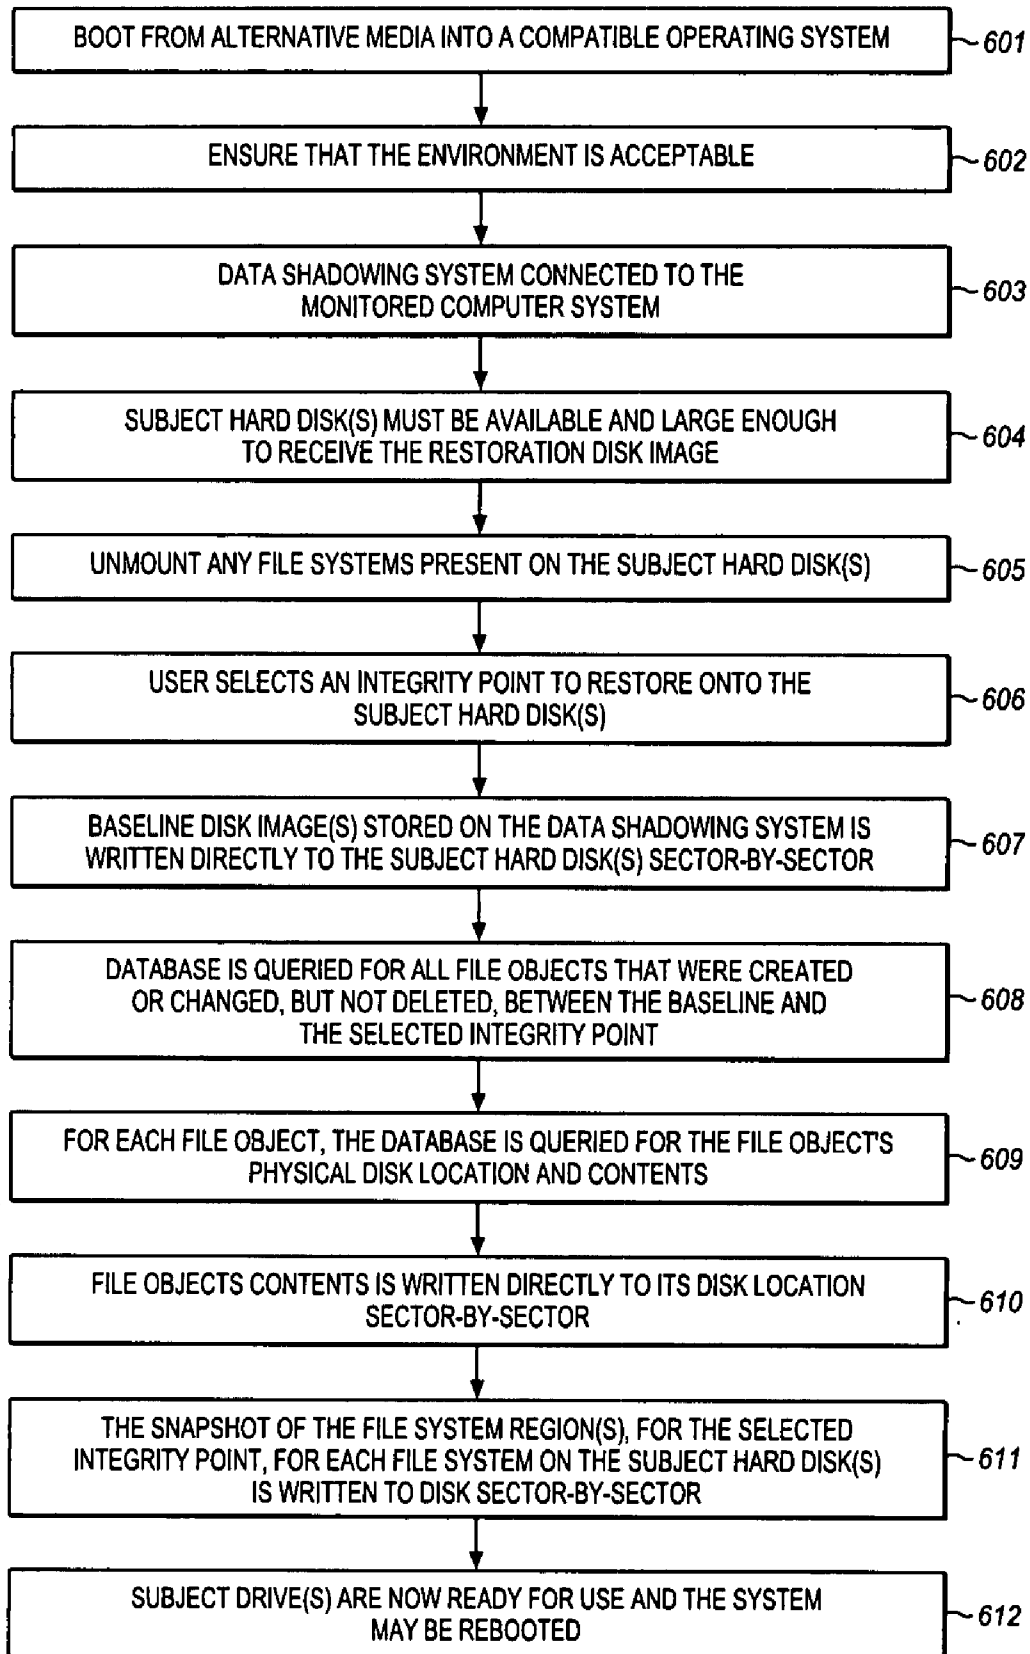 BOOT FROM ALTERNATIVE MEDIA INTO A COMPATIBLE OPERATING SYSTEM
601
ENSURE THAT THE ENVIRONMENT IS ACCEPTABLE
602
DATA SHADOWING SYSTEM CONNECTED TO THE
MONITORED COMPUTER SYSTEM
603
SUBJECT HARD DISK(S) MUST BE AVAILABLE AND LARGE ENOUGH
TO RECEIVE THE RESTORATION DISK IMAGE
604
UNMOUNT ANY FILE SYSTEMS PRESENT ON THE SUBJECT HARD DISK(S)
605
USER SELECTS AN INTEGRITY POINT TO RESTORE ONTO THE
SUBJECT HARD DISK(S)
606
BASELINE DISK IMAGE(S) STORED ON THE DATA SHADOWING SYSTEM IS
WRITTEN DIRECTLY TO THE SUBJECT HARD DISK(S) SECTOR-BY-SECTOR
607
DATABASE IS QUERIED FOR ALL FILE OBJECTS THAT WERE CREATED
OR CHANGED, BUT NOT DELETED, BETWEEN THE BASELINE AND
THE SELECTED INTEGRITY POINT
608
FOR EACH FILE OBJECT, THE DATABASE IS QUERIED FOR THE FILE OBJECT'S
PHYSICAL DISK LOCATION AND CONTENTS
609
FILE OBJECTS CONTENTS IS WRITTEN DIRECTLY TO ITS DISK LOCATION
SECTOR-BY-SECTOR
610
THE SNAPSHOT OF THE FILE SYSTEM REGION(S), FOR THE SELECTED
INTEGRITY POINT, FOR EACH FILE SYSTEM ON THE SUBJECT HARD DISK(S)
IS WRITTEN TO DISK SECTOR-BY-SECTOR
611
SUBJECT DRIVE(S) ARE NOW READY FOR USE AND THE SYSTEM
MAY BE REBOOTED
612